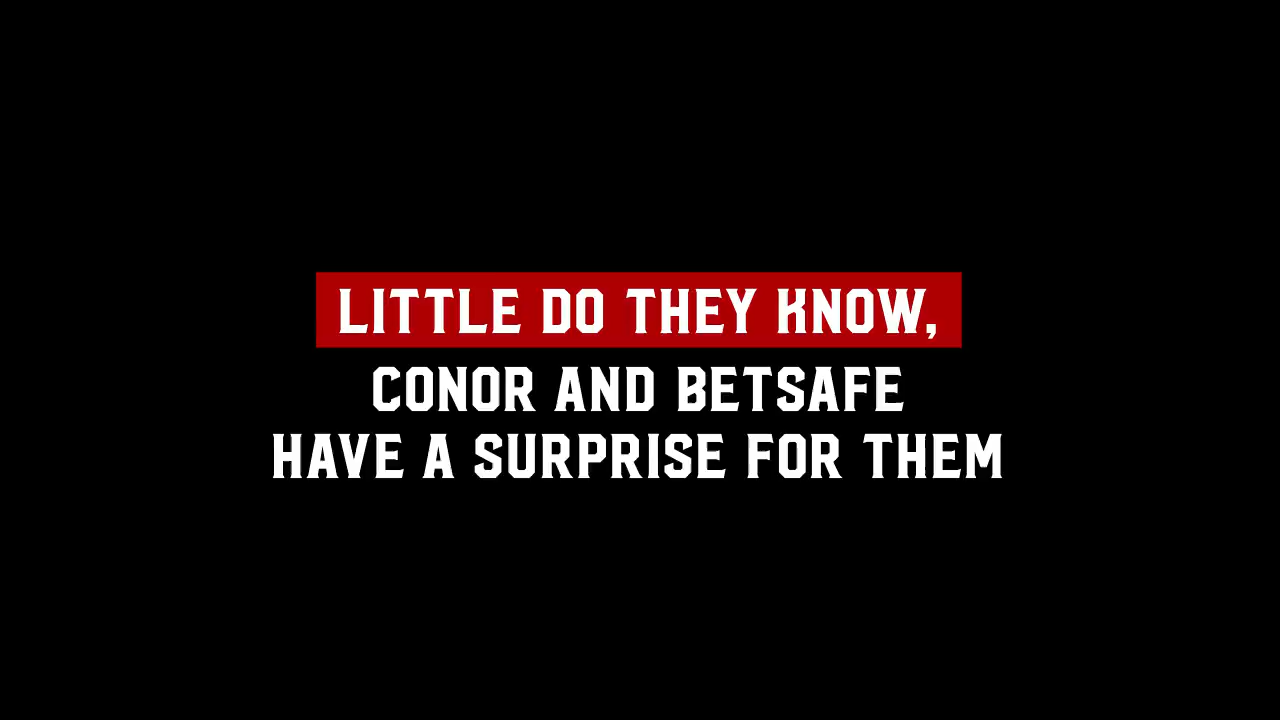 LITTLE DO THEY KNOW,
CONOR AND BETSAFE
HAVE A SURPRISE FOR THEM